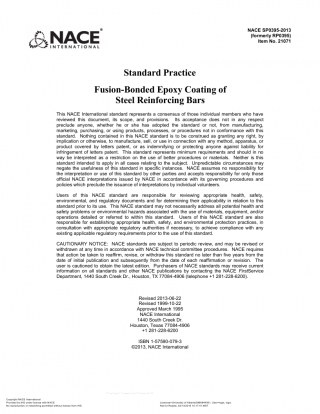 NACE SP0395-2013
(formerly RP0395)
Item No. 21071
NACE®
INTERNATIONAL
Standard Practice
Fusion-Bonded Epoxy Coating of
Steel Reinforcing Bars
This NACE International standard represents a consensus of those individual members who have
reviewed this document, its scope, and provisions. Its acceptance does not in any respect
preclude anyone, whether he or she has adopted the standard or not, from manufacturing,
marketing, purchasing, or using products, processes, or procedures not in conformance with this
standard. Nothing contained in this NACE standard is to be construed as granting any right, by
implication or otherwise, to manufacture, sell, or use in connection with any method, apparatus, or
product covered by letters patent, or as indemnifying or protecting anyone against liability for
infringement of letters patent. This standard represents minimum requirements and should in no
way be interpreted as a restriction on the use of better procedures or materials. Neither is this
standard intended to apply in all cases relating to the subject. Unpredictable circumstances may
negate the usefulness of this standard in specific instances. NACE assumes no responsibility for
the interpretation or use of this standard by other parties and accepts responsibility for only those
official NACE interpretations issued by NACE in accordance with its governing procedures and
policies which preclude the issuance of interpretations by individual volunteers.
Users of this NACE standard are responsible for reviewing appropriate health, safety,
environmental, and regulatory documents and for determining their applicability in relation to this
standard prior to its use. This NACE standard may not necessarily address all potential health and
safety problems or environmental hazards associated with the use of materials, equipment, and/or
operations detailed or referred to within this standard. Users of this NACE standard are also
responsible for establishing appropriate health, safety, and environmental protection practices, in
consultation with appropriate regulatory authorities if necessary, to achieve compliance with any
existing applicable regulatory requirements prior to the use of this standard.
CAUTIONARY NOTICE: NACE standards are subject to periodic review, and may be revised or
withdrawn at any time in accordance with NACE technical committee procedures. NACE requires
that action be taken to reaffirm, revise, or withdraw this standard no later than five years from the
date of initial publication and subsequently from the date of each reaffirmation or revision. The
user is cautioned to obtain the latest edition. Purchasers of NACE standards may receive current
information on all standards and other NACE publications by contacting the NACE FirstService
Department, 1440 South Creek Dr., Houston, TX 77084-4906 (telephone +1 281-228-6200).
Revised 2013-08-22
Revised 1999-10-22
Approved March 1995
NACE International
1440 South Creek Dr.
Houston, Texas 77084-4906
+1 281-228-6200
ISBN 1-57590-079-3
©2013, NACE International
Copyright NACE International